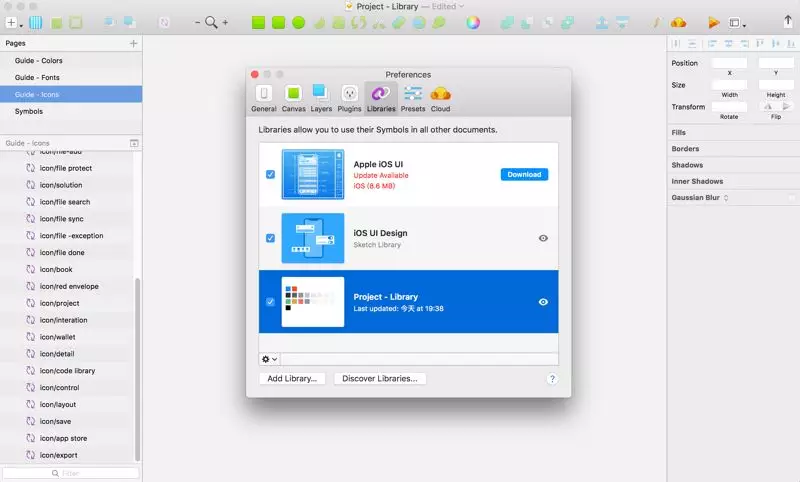 Project - Library — Edited
Pages
Guide - Colors
Guide - Fonts
Guide - Icons
Symbols
Guide - Icons
icon/file-add
icon/file protect
icon/solution
icon/file search
icon/file sync
icon/file -exception
icon/file done
icon/book
icon/red envelope
icon/project
icon/interation
icon/wallet
icon/detail
icon/code library
icon/control
icon/layout
icon/save
icon/app store
icon/export
Filter
Preferences
General
Canvas
Layers
Plugins
Libraries
Presets
Cloud
Libraries allow you to use their Symbols in all other documents.
Apple iOS UI
Update Available
iOS (8.6 MB)
Download
iOS UI Design
Sketch Library
Project - Library
Last updated: 今天 at 19:38
Add Library...
Discover Libraries...
?
Position
X
Y
Size
Width
Height
Transform
Rotate
Flip
Fills
Borders
Shadows
Inner Shadows
Gaussian Blur